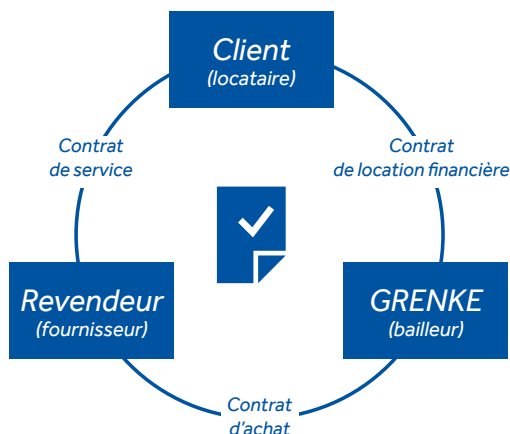 Client
(locataire)
Contrat
de service
Contrat
de location financière
Revendeur
(fournisseur)
GRENKE
(bailleur)
Contrat
d'achat